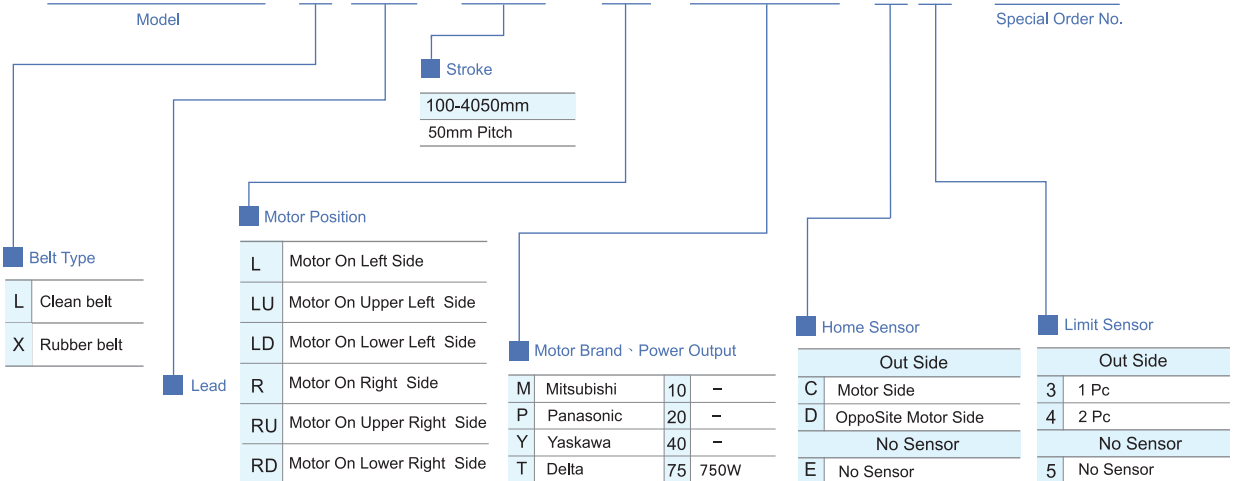 Model
Special Order No.
Stroke
100-4050mm
50mm Pitch
Motor Position
L Motor On Left Side
LU Motor On Upper Left Side
LD Motor On Lower Left Side
R Motor On Right Side
RU Motor On Upper Right Side
RD Motor On Lower Right Side
Belt Type
L Clean belt
X Rubber belt
Lead
Motor Brand、Power Output
M Mitsubishi 10 –
P Panasonic 20 –
Y Yaskawa 40 –
T Delta 75 750W
Home Sensor
Out Side
C Motor Side
D OppoSite Motor Side
No Sensor
E No Sensor
Limit Sensor
Out Side
3 1 Pc
4 2 Pc
No Sensor
5 No Sensor